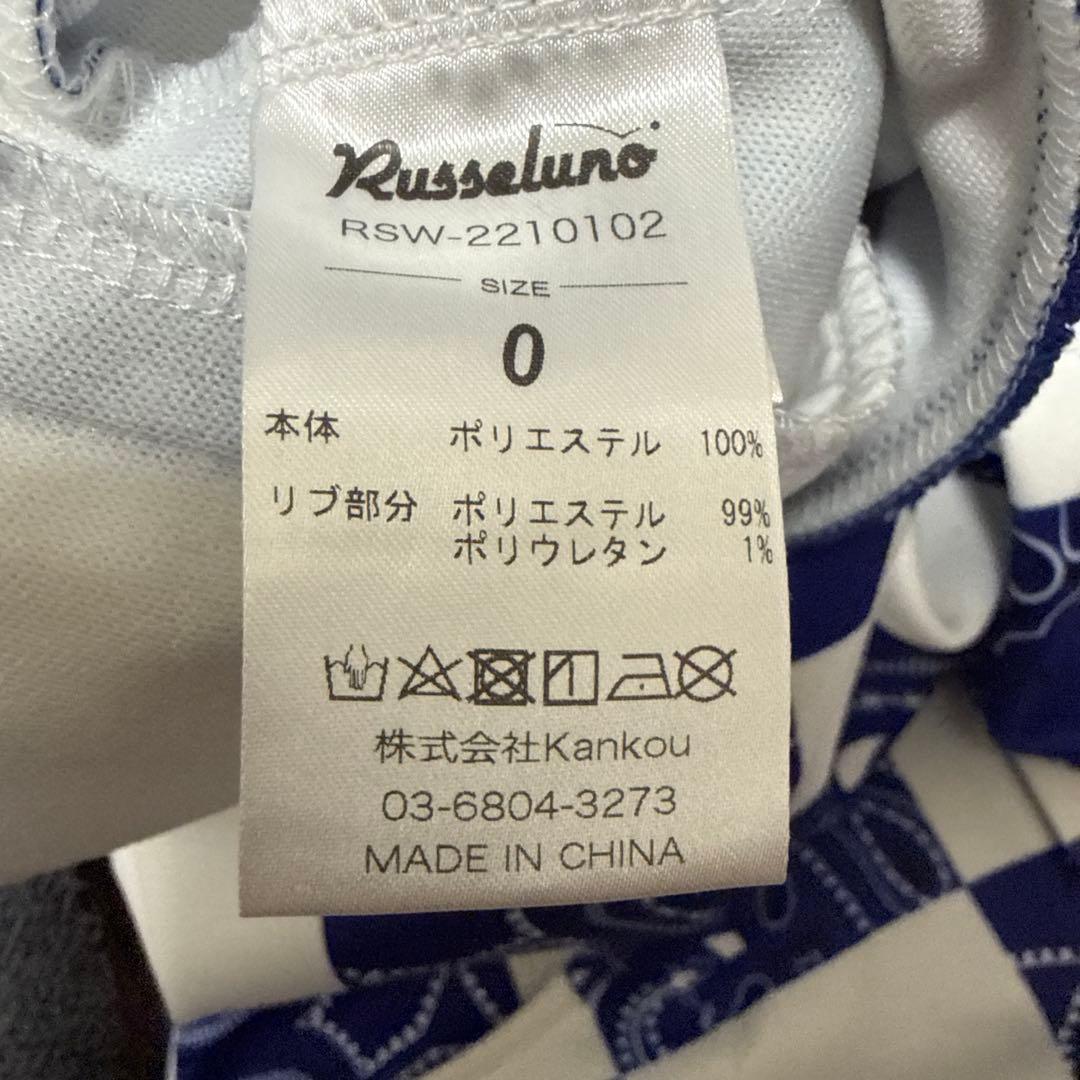 Russeluno
RSW-2210102
SIZE
0
本体 ポリエステル 100%
リブ部分 ポリエステル 99%
ポリウレタン 1%
株式会社Kankou
03-6804-3273
MADE IN CHINA